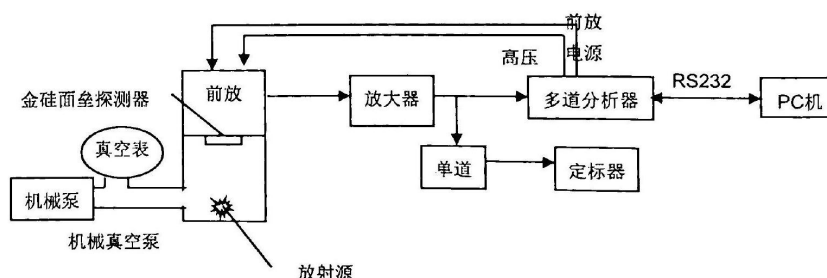 前放
高压 电源
RS232
金硅面垒探测器
前放
放大器
多道分析器
PC机
真空表
单道
定标器
机械泵
机械真空泵
放射源